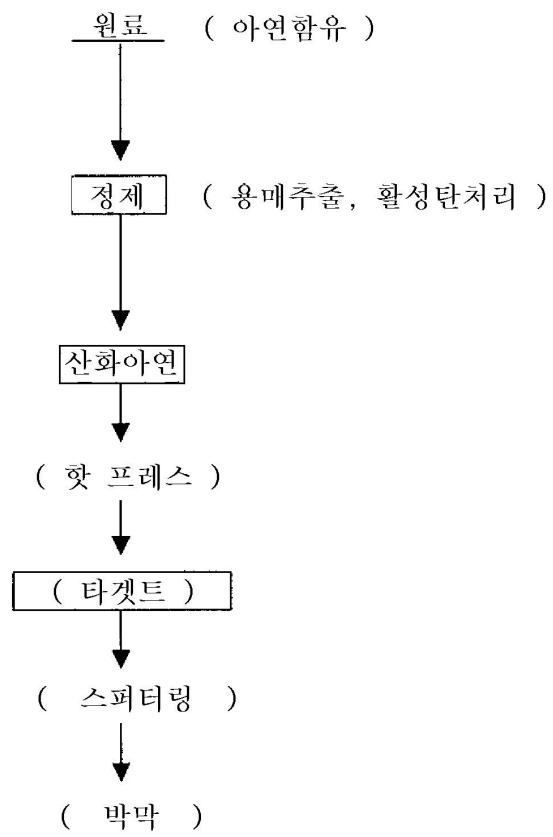 원료 ( 아연함유 )
정제 ( 용매추출, 활성탄처리 )
산화아연
( 핫 프레스 )
( 타겟트 )
( 스퍼터링 )
( 박막 )